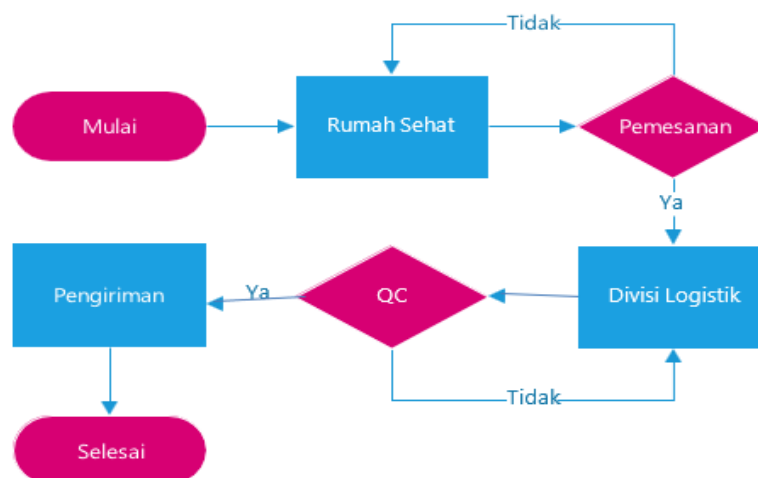 Tidak
Mulai
Rumah Sehat
Pemesanan
Ya
Pengiriman
Ya
QC
Divisi Logistik
Tidak
Selesai